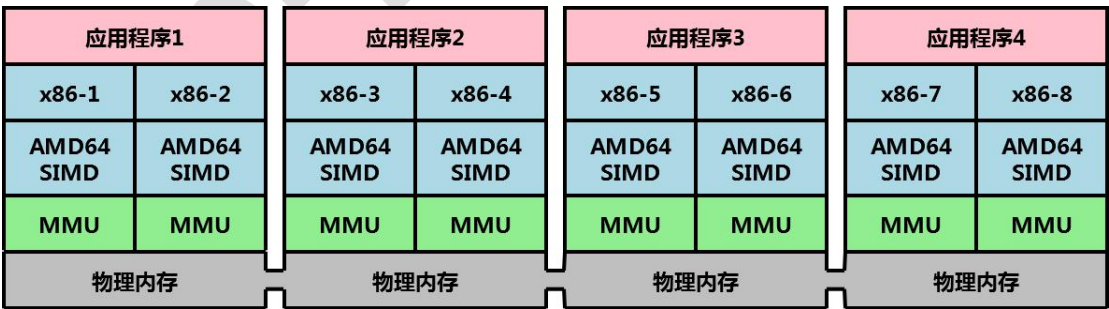 应用程序1 应用程序2 应用程序3 应用程序4
x86-1 x86-2 x86-3 x86-4 x86-5 x86-6 x86-7 x86-8
AMD64 AMD64 AMD64 AMD64 AMD64 AMD64 AMD64 AMD64
SIMD SIMD SIMD SIMD SIMD SIMD SIMD SIMD
MMU MMU MMU MMU MMU MMU MMU MMU
物理内存 物理内存 物理内存 物理内存